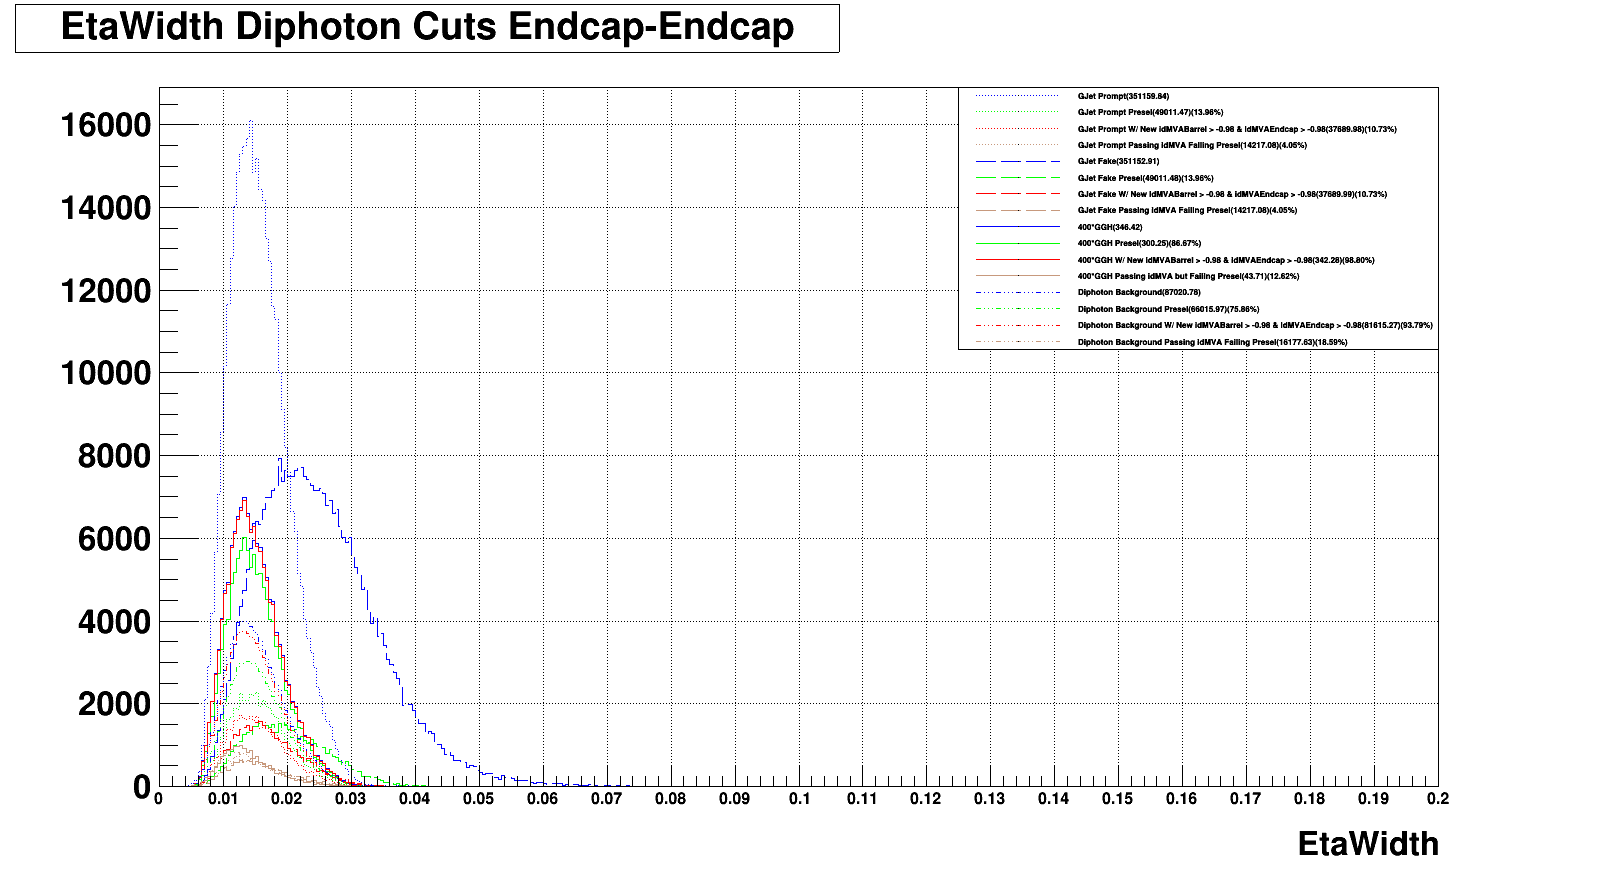 EtaWidth Diphoton Cuts Endcap-Endcap
GJet Prompt(351159.84)
GJet Prompt Presel(49011.47)(13.96%)
GJet Prompt W/ New idMVABarrel > -0.98 & idMVAEndcap > -0.98(37689.98)(10.73%)
GJet Prompt Passing idMVA Failing Presel(14217.08)(4.05%)
GJet Fake(351152.91)
GJet Fake Presel(49011.48)(13.96%)
GJet Fake W/ New idMVABarrel > -0.98 & idMVAEndcap > -0.98(37689.99)(10.73%)
GJet Fake Passing idMVA Failing Presel(14217.08)(4.05%)
400*GGH(346.42)
400*GGH Presel(300.25)(86.67%)
400*GGH W/ New idMVABarrel > -0.98 & idMVAEndcap > -0.98(342.28)(98.80%)
400*GGH Passing idMVA but Failing Presel(43.71)(12.62%)
Diphoton Background(87020.78)
Diphoton Background Presel(66015.97)(75.86%)
Diphoton Background W/ New idMVABarrel > -0.98 & idMVAEndcap > -0.98(81615.27)(93.79%)
Diphoton Background Passing idMVA Failing Presel(16177.63)(18.59%)
16000
14000
12000
10000
8000
6000
4000
2000
0
0 0.01 0.02 0.03 0.04 0.05 0.06 0.07 0.08 0.09 0.1 0.11 0.12 0.13 0.14 0.15 0.16 0.17 0.18 0.19 0.2
EtaWidth